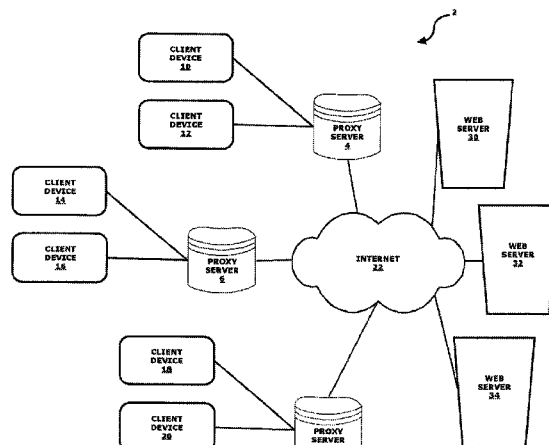 2
CLIENT
DEVICE
10
CLIENT
DEVICE
12
PROXY
SERVER
4
WEB
SERVER
30
CLIENT
DEVICE
14
CLIENT
DEVICE
16
PROXY
SERVER
6
INTERNET
22
WEB
SERVER
32
CLIENT
DEVICE
18
CLIENT
DEVICE
20
PROXY
SERVER
WEB
SERVER
34